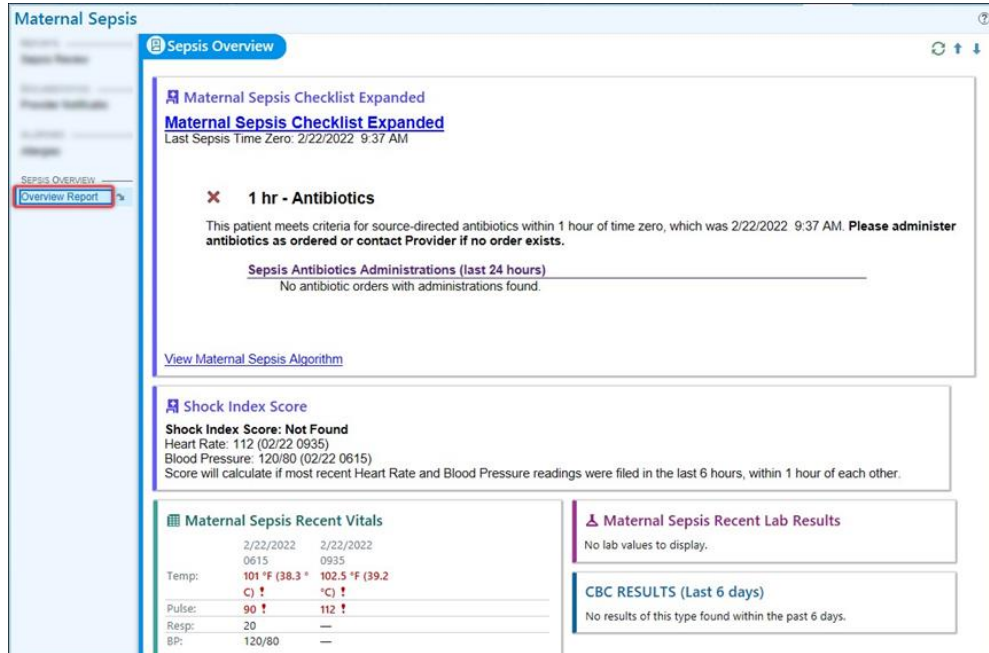 Maternal Sepsis
SEPSIS OVERVIEW
Overview Report
Sepsis Overview
Maternal Sepsis Checklist Expanded
Maternal Sepsis Checklist Expanded
Last Sepsis Time Zero: 2/22/2022 9:37 AM
1 hr - Antibiotics
This patient meets criteria for source-directed antibiotics within 1 hour of time zero, which was 2/22/2022 9:37 AM. Please administer
antibiotics as ordered or contact Provider if no order exists.
Sepsis Antibiotics Administrations (last 24 hours)
No antibiotic orders with administrations found.
View Maternal Sepsis Algorithm
Shock Index Score
Shock Index Score: Not Found
Heart Rate: 112 (02/22 0935)
Blood Pressure: 120/80 (02/22 0615)
Score will calculate if most recent Heart Rate and Blood Pressure readings were filed in the last 6 hours, within 1 hour of each other.
Maternal Sepsis Recent Vitals
2/22/2022 2/22/2022
0615 0935
Temp: 101 °F (38.3 ° 102.5 °F (39.2
C) ! °C) !
Pulse: 90 ! 112 !
Resp: 20 —
BP: 120/80 —
Maternal Sepsis Recent Lab Results
No lab values to display.
CBC RESULTS (Last 6 days)
No results of this type found within the past 6 days.